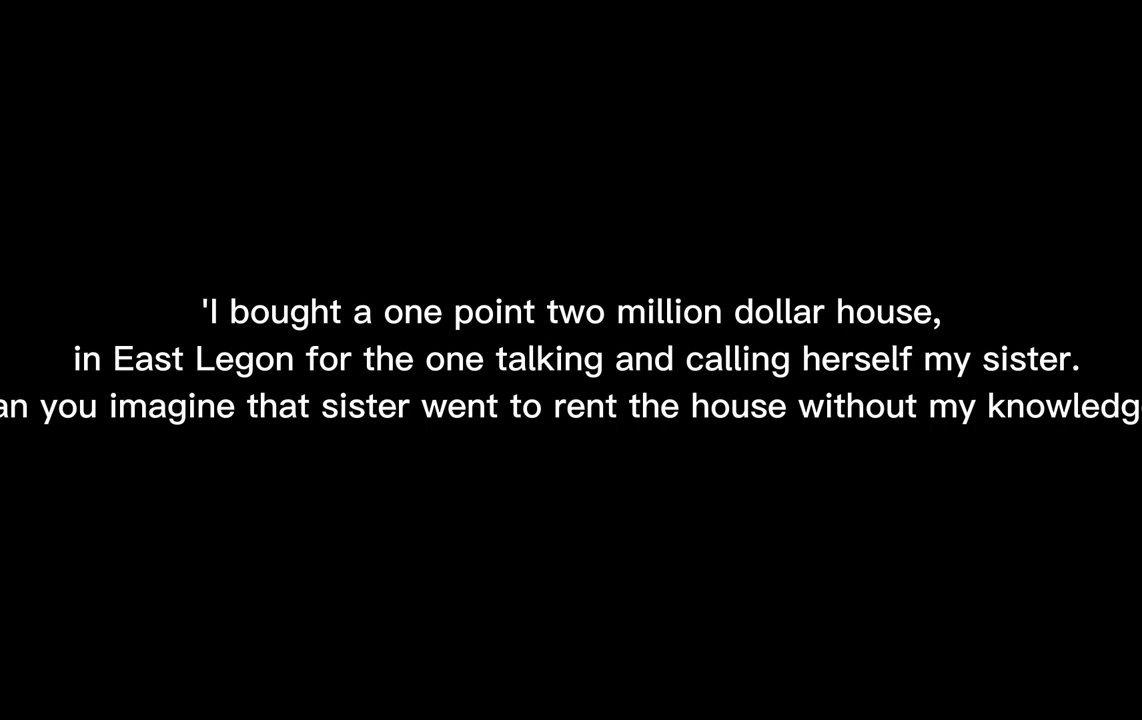 'I bought a one point two million dollar house,
in East Legon for the one talking and calling herself my sister.
an you imagine that sister went to rent the house without my knowledg